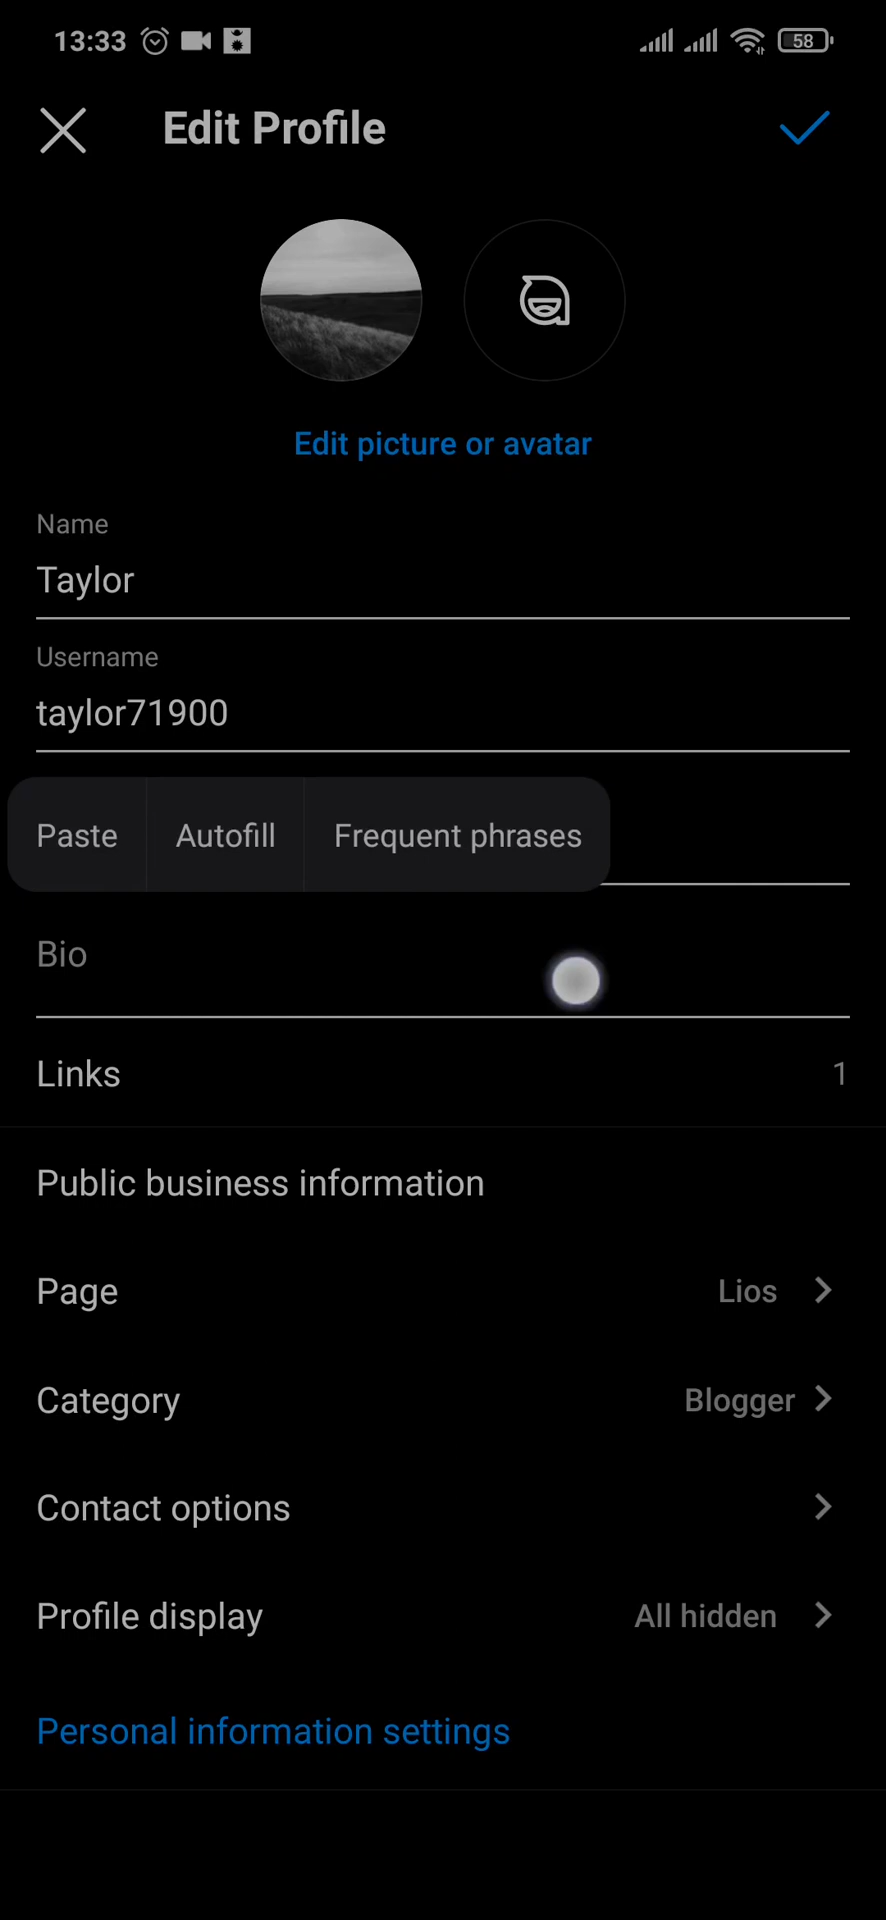 13:33 58
Edit Profile
Edit picture or avatar
Name
Taylor
Username
taylor71900
Paste Autofill Frequent phrases
Bio
Links 1
Public business information
Page Lios
Category Blogger
Contact options
Profile display All hidden
Personal information settings